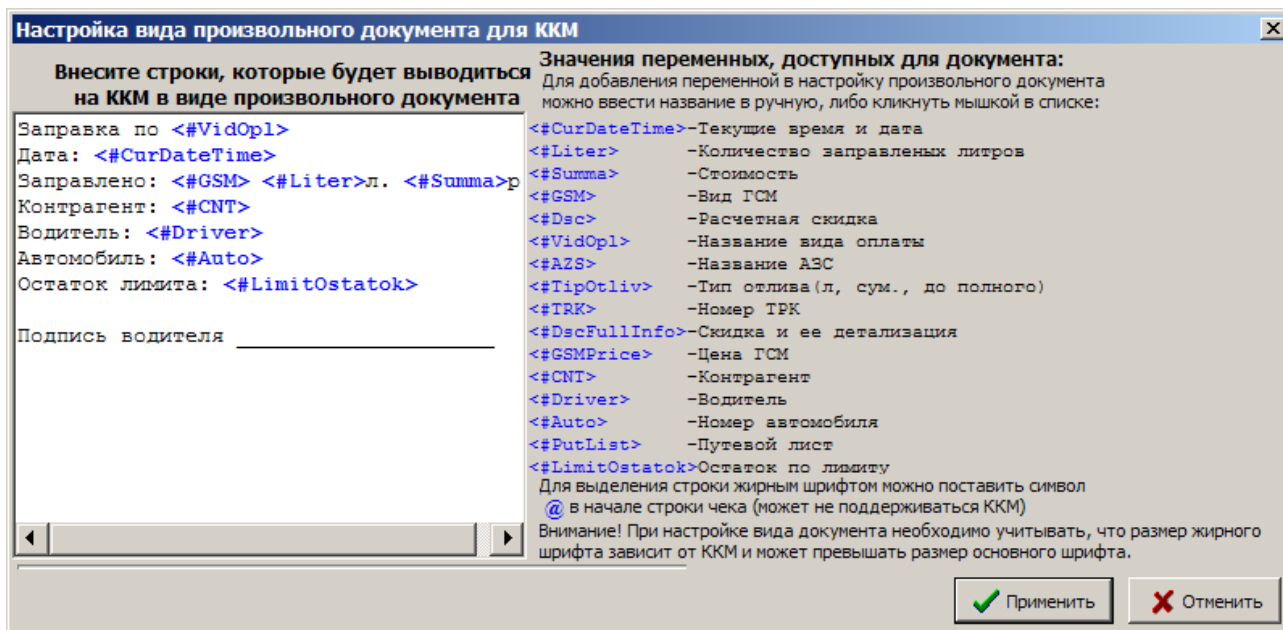 Настройка вида произвольного документа для ККМ
Внесите строки, которые будет выводиться
на ККМ в виде произвольного документа
Заправка по <#VidOpl>
Дата: <#CurDateTime>
Заправлено: <#GSM> <#Liter>л. <#Summa>р
Контрагент: <#CNT>
Водитель: <#Driver>
Автомобиль: <#Auto>
Остаток лимита: <#LimitOstatok>
Подпись водителя ____________________
Значения переменных, доступных для документа:
Для добавления переменной в настройку произвольного документа
можно ввести название в ручную, либо кликнуть мышкой в списке:
<#CurDateTime>-Текущие время и дата
<#Liter> -Количество заправленых литров
<#Summa> -Стоимость
<#GSM> -Вид ГСМ
<#Dsc> -Расчетная скидка
<#VidOpl> -Название вида оплаты
<#AZS> -Название АЗС
<#TipOtliv> -Тип отлива(л, сум., до полного)
<#TRK> -Номер ТРК
<#DscFullInfo>-Скидка и ее детализация
<#GSMPrice> -Цена ГСМ
<#CNT> -Контрагент
<#Driver> -Водитель
<#Auto> -Номер автомобиля
<#PutList> -Путевой лист
<#LimitOstatok>Остаток по лимиту
Для выделения строки жирным шрифтом можно поставить символ
@ в начале строки чека (может не поддерживаться ККМ)
Внимание! При настройке вида документа необходимо учитывать, что размер жирного
шрифта зависит от ККМ и может превышать размер основного шрифта.
Применить
Отменить